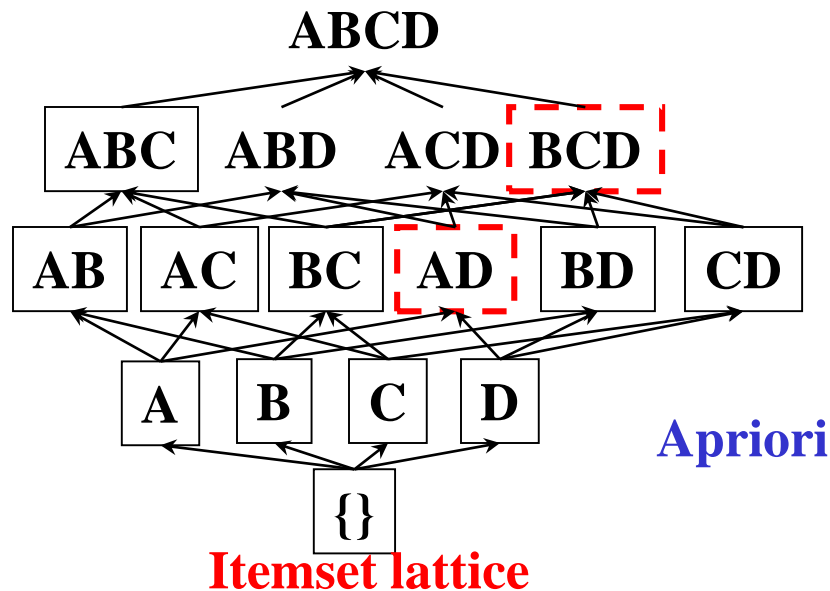 ABCD
ABC ABD ACD BCD
AB AC BC AD BD CD
A B C D
Apriori
{}
Itemset lattice